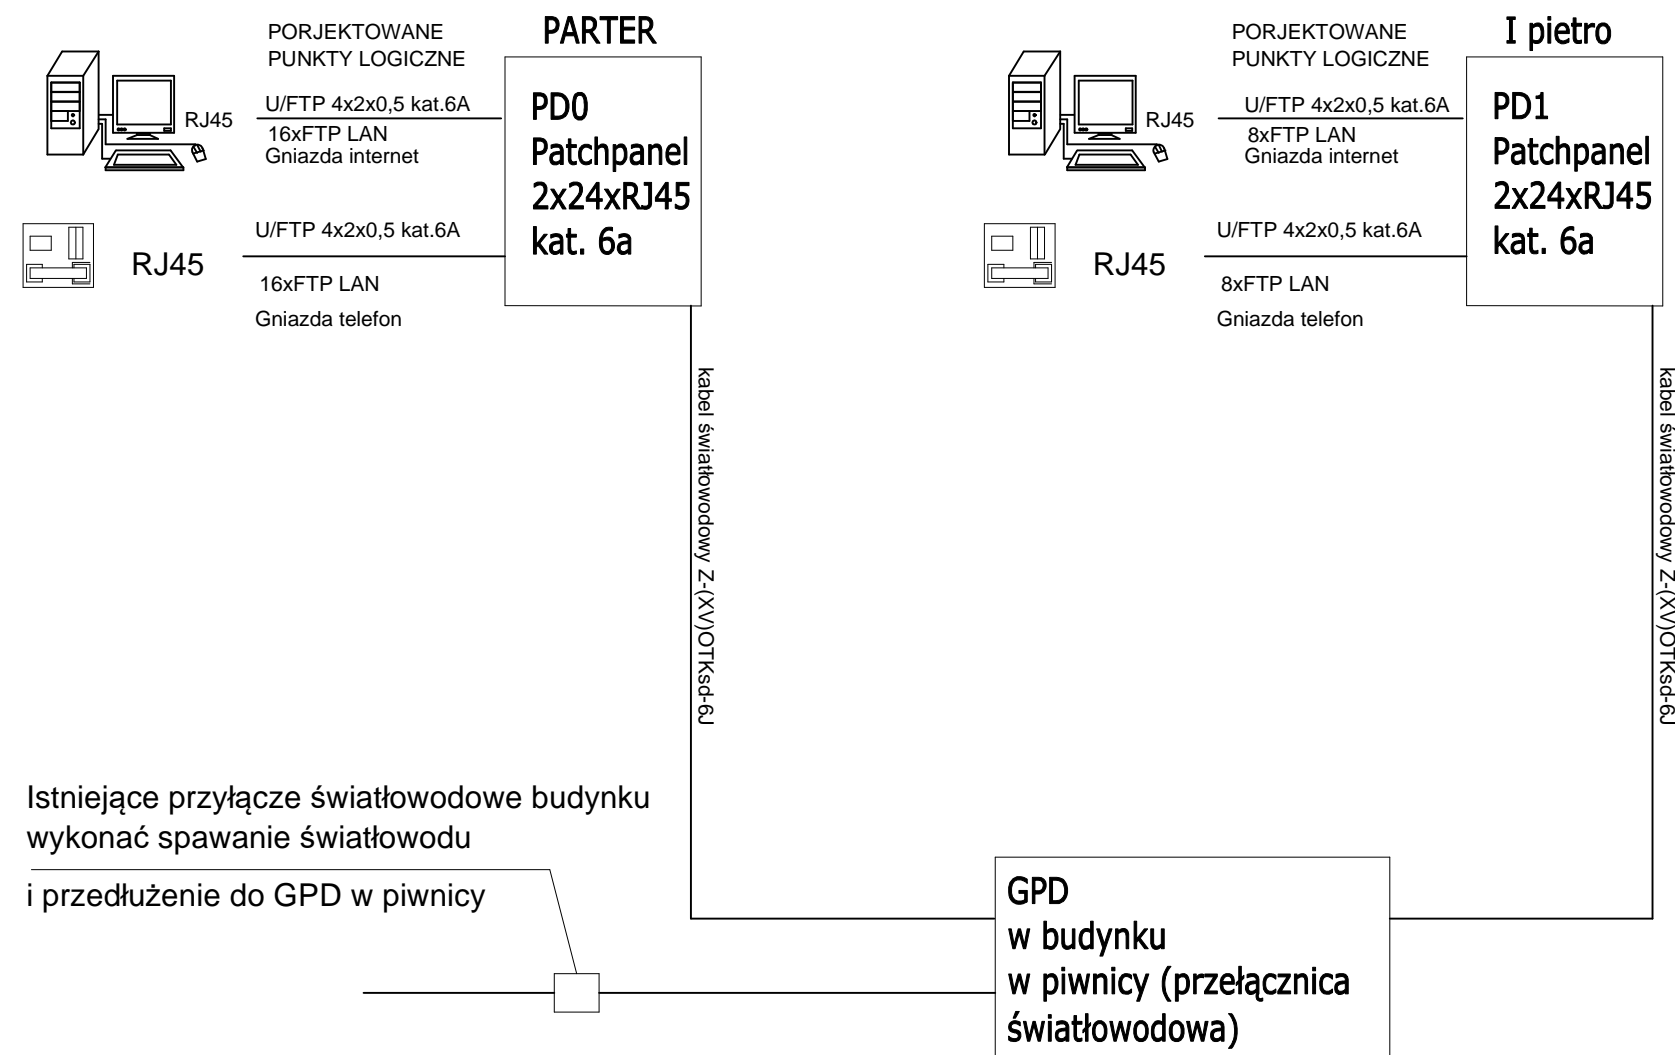 PORJEKTOWANE
PUNKTY LOGICZNE
PARTER
RJ45
U/FTP 4x2x0,5 kat.6A
16xFTP LAN
Gniazda internet
PD0
Patchpanel
2x24xRJ45
kat. 6a
RJ45
U/FTP 4x2x0,5 kat.6A
16xFTP LAN
Gniazda telefon
kabel światłowodowy Z-(XV)OTKsd-6J
PORJEKTOWANE
PUNKTY LOGICZNE
I pietro
RJ45
U/FTP 4x2x0,5 kat.6A
8xFTP LAN
Gniazda internet
PD1
Patchpanel
2x24xRJ45
kat. 6a
RJ45
U/FTP 4x2x0,5 kat.6A
8xFTP LAN
Gniazda telefon
kabel światłowodowy Z-(XV)OTKsd-6J
Istniejące przyłącze światłowodowe budynku
wykonać spawanie światłowodu
i przedłużenie do GPD w piwnicy
GPD
w budynku
w piwnicy (przełącznica
światłowodowa)